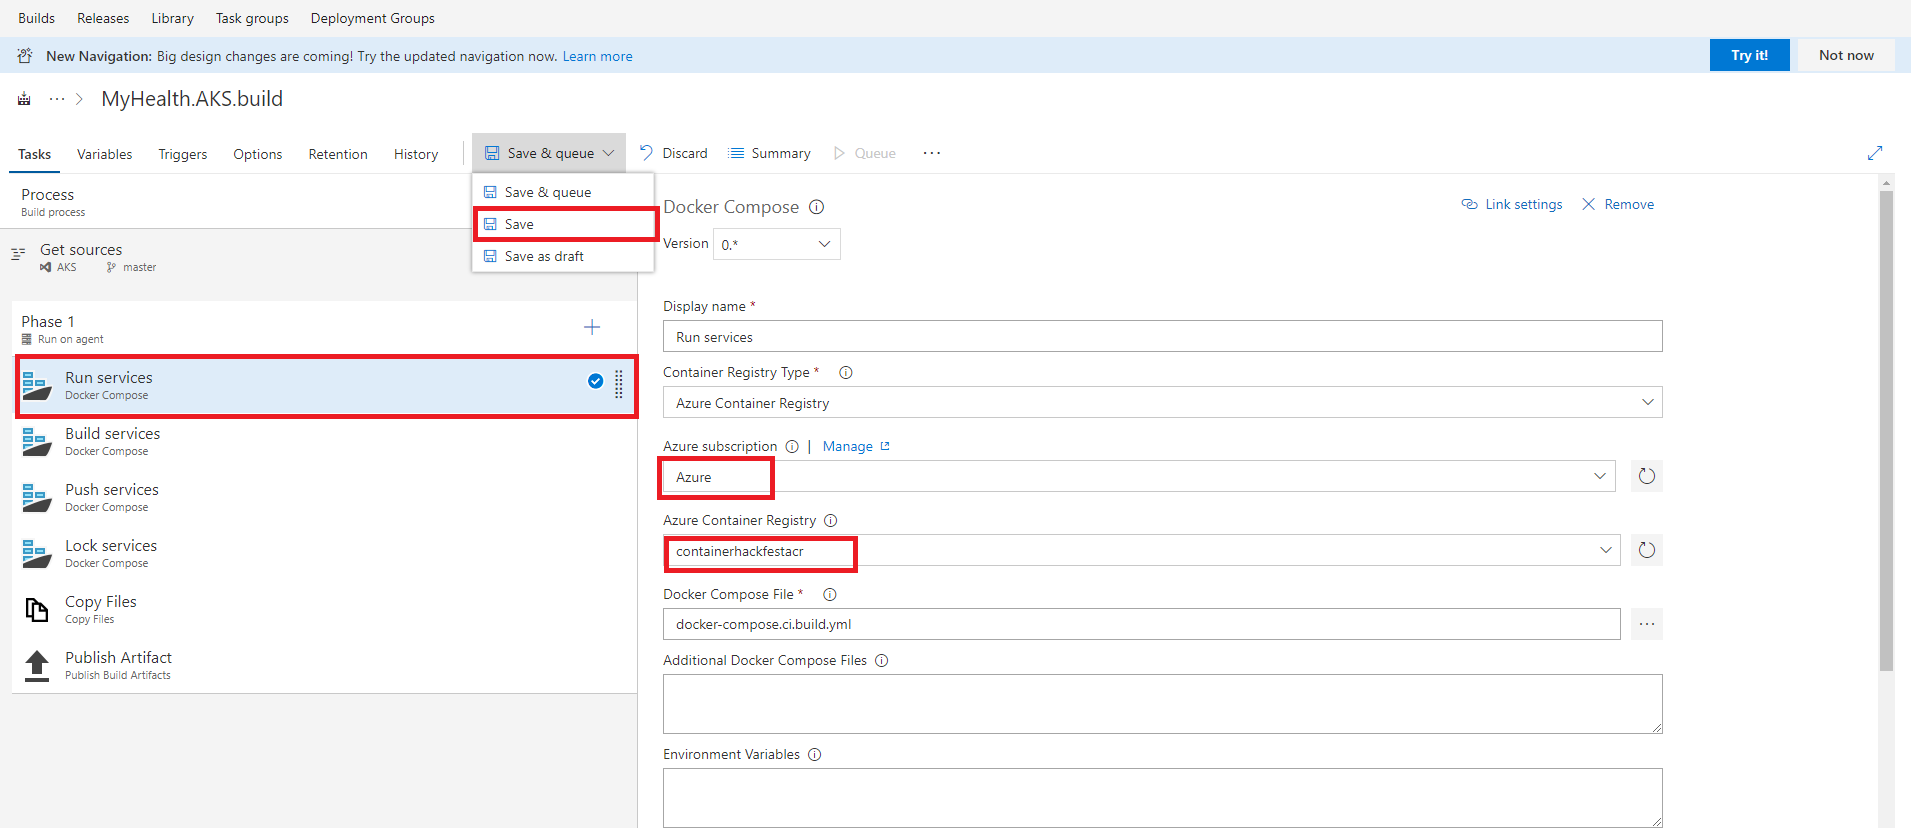 Builds Releases Library Task groups Deployment Groups
New Navigation: Big design changes are coming! Try the updated navigation now. Learn more Try it! Not now
... > MyHealth.AKS.build
Tasks Variables Triggers Options Retention History Save & queue Discard Summary Queue ...
Save & queue
Save
Save as draft
Process
Build process
Get sources
AKS master
Phase 1
Run on agent
Run services
Docker Compose
Build services
Docker Compose
Push services
Docker Compose
Lock services
Docker Compose
Copy Files
Copy Files
Publish Artifact
Publish Build Artifacts
Docker Compose Link settings Remove
Version 0.*
Display name *
Run services
Container Registry Type *
Azure Container Registry
Azure subscription | Manage
Azure
Azure Container Registry
containerhackfestacr
Docker Compose File *
docker-compose.ci.build.yml ...
Additional Docker Compose Files
Environment Variables